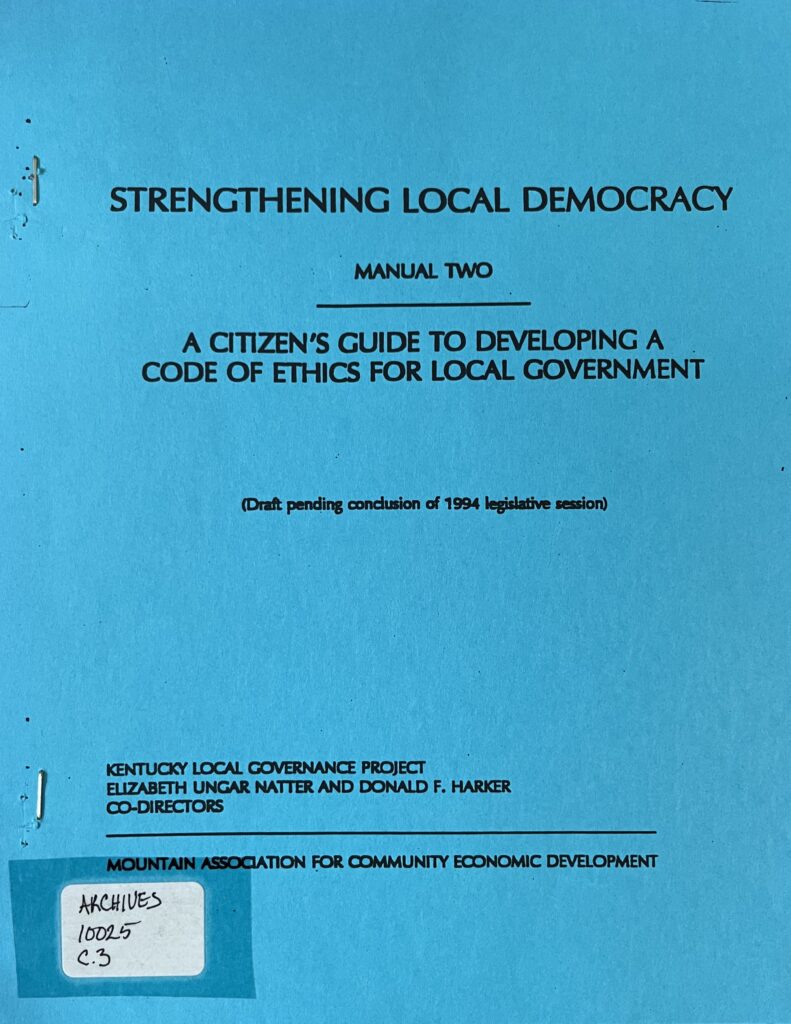 STRENGTHENING LOCAL DEMOCRACY
MANUAL TWO
A CITIZEN'S GUIDE TO DEVELOPING A
CODE OF ETHICS FOR LOCAL GOVERNMENT
(Draft pending conclusion of 1994 legislative session)
KENTUCKY LOCAL GOVERNANCE PROJECT
ELIZABETH UNGAR NATTER AND DONALD F. HARKER
CO-DIRECTORS
MOUNTAIN ASSOCIATION FOR COMMUNITY ECONOMIC DEVELOPMENT
ARCHIVES
10025
C.3